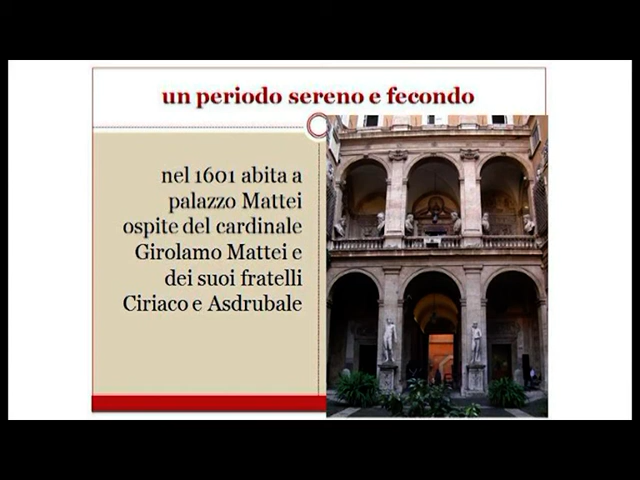 un periodo sereno e fecondo
nel 1601 abita a
palazzo Mattei
ospite del cardinale
Girolamo Mattei e
dei suoi fratelli
Ciriaco e Asdrubale